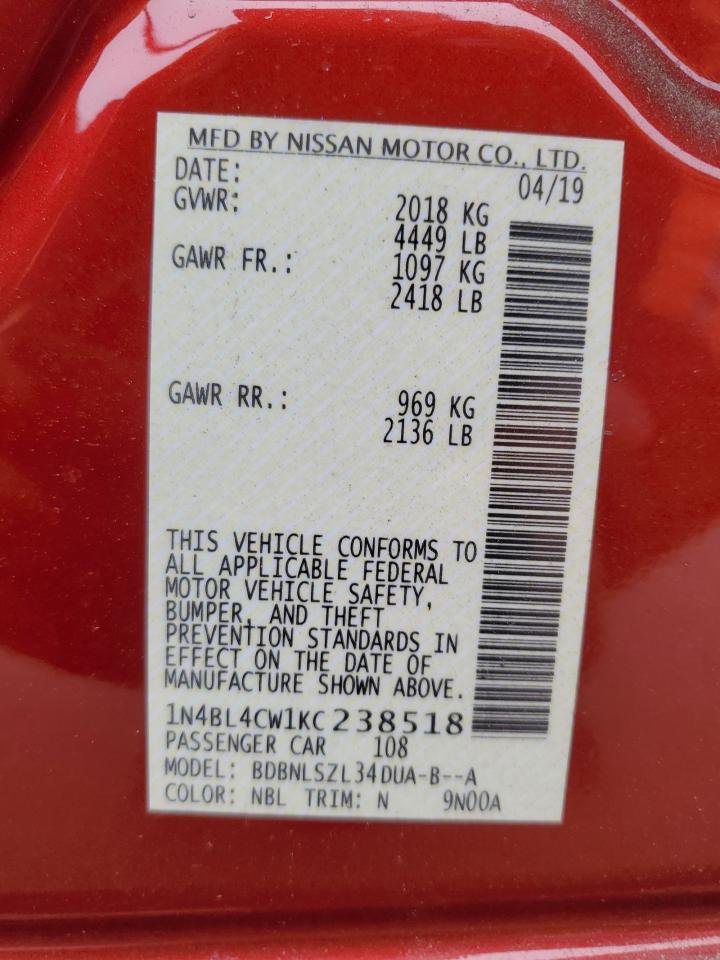 MFD BY NISSAN MOTOR CO., LTD.
DATE: 04/19
GVWR: 2018 KG
4449 LB
GAWR FR.: 1097 KG
2418 LB
GAWR RR.: 969 KG
2136 LB
THIS VEHICLE CONFORMS TO
ALL APPLICABLE FEDERAL
MOTOR VEHICLE SAFETY,
BUMPER, AND THEFT
PREVENTION STANDARDS IN
EFFECT ON THE DATE OF
MANUFACTURE SHOWN ABOVE.
1N4BL4CW1KC238518
PASSENGER CAR 108
MODEL: BDBNLSZL34DUA-B--A
COLOR: NBL TRIM: N 9N00A